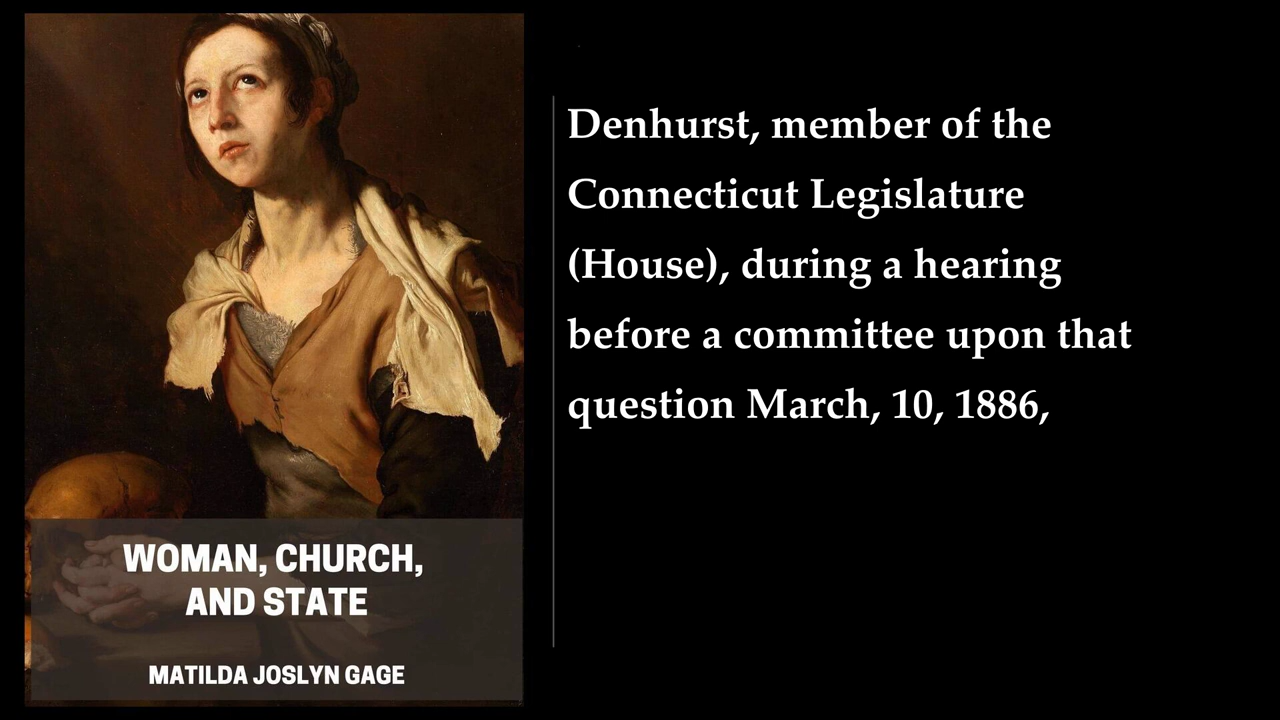 Denhurst, member of the
Connecticut Legislature
(House), during a hearing
before a committee upon that
question March, 10, 1886,
WOMAN, CHURCH,
AND STATE
MATILDA JOSLYN GAGE